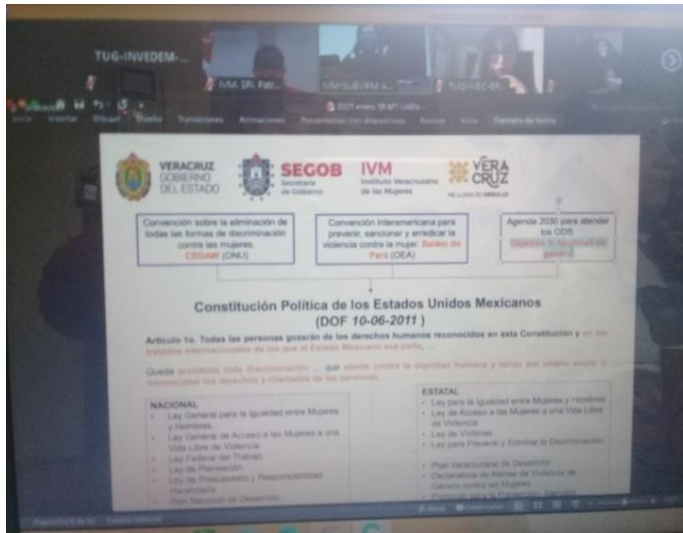 TUG-INVEDEM-...
IVM. SPI. Patr...
2021 enero
Insertar Dibujar Diseño Transiciones Animaciones Presentación con diapositivas Revisar Vista Formato de forma
VERACRUZ
GOBIERNO
DEL ESTADO
SEGOB
Secretaría
de Gobierno
IVM
Instituto Veracruzano
de las Mujeres
VERA
CRUZ
ME LLENA DE ORGULLO
Convención sobre la eliminación de
todas las formas de discriminación
contra las mujeres.
CEDAW (ONU)
Convención Interamericana para
prevenir, sancionar y erradicar la
violencia contra la mujer. Belém do
Pará (OEA)
Agenda 2030 para atender
los ODS.
Igualdad de
género
Constitución Política de los Estados Unidos Mexicanos
(DOF 10-06-2011 )
Artículo 1o. Todas las personas gozarán de los derechos humanos reconocidos en esta Constitución y en los
tratados internacionales de los que el Estado Mexicano sea parte, ...
Queda prohibida toda discriminación ... que atente contra la dignidad humana y tenga por objeto anular o
menoscabar los derechos y libertades de las personas.
NACIONAL
• Ley General para la Igualdad entre Mujeres
y Hombres.
• Ley General de Acceso a las Mujeres a una
Vida Libre de Violencia.
• Ley Federal del Trabajo
• Ley de Planeación.
• Ley de Presupuesto y Responsabilidad
Hacendaria.
• Plan Nacional de Desarrollo.
ESTATAL
• Ley para la Igualdad entre Mujeres y Hombres
• Ley de Acceso a las Mujeres a una Vida Libre
de Violencia
• Ley de Víctimas
• Ley para Prevenir y Eliminar la Discriminación.
• Plan Veracruzano de Desarrollo
• Declaratoria de Alertas de Violencia de
Género contra las Mujeres